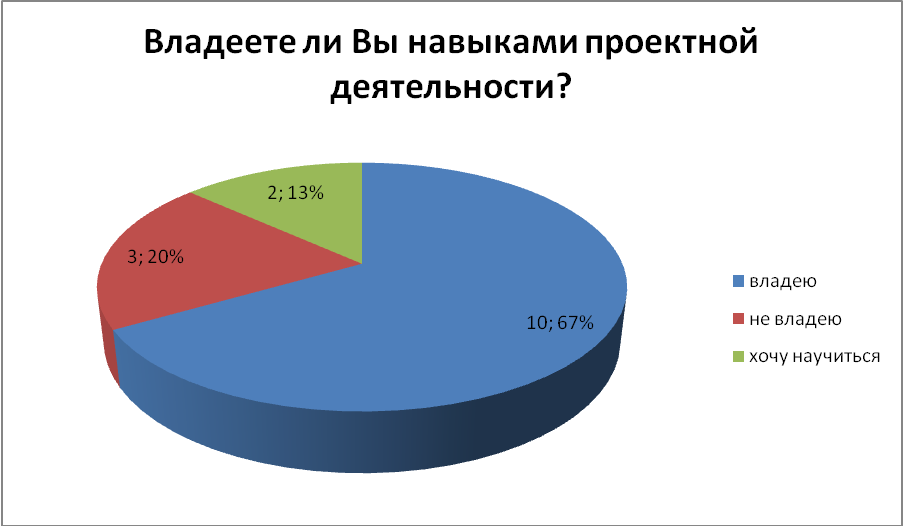 Владеете ли Вы навыками проектной
деятельности?
2; 13%
3; 20%
10; 67%
владею
не владею
хочу научиться